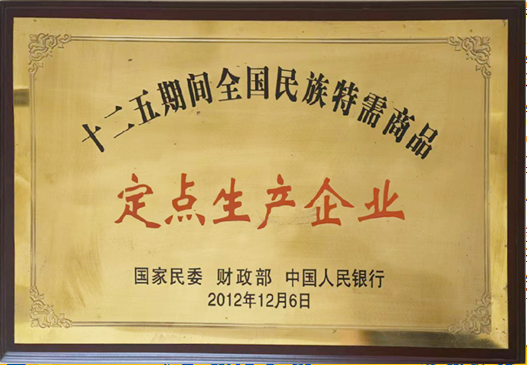 十二五期间全国民族特需商品
定点生产企业
国家民委 财政部 中国人民银行
2012年12月6日